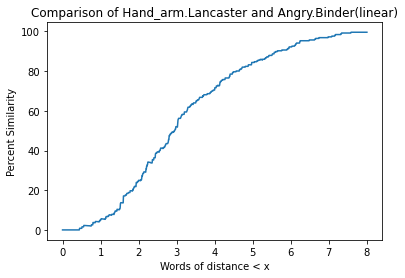 Comparison of Hand_arm.Lancaster and Angry.Binder(linear)
100
80
60
40
20
0
Percent Similarity
0 1 2 3 4 5 6 7 8
Words of distance < x